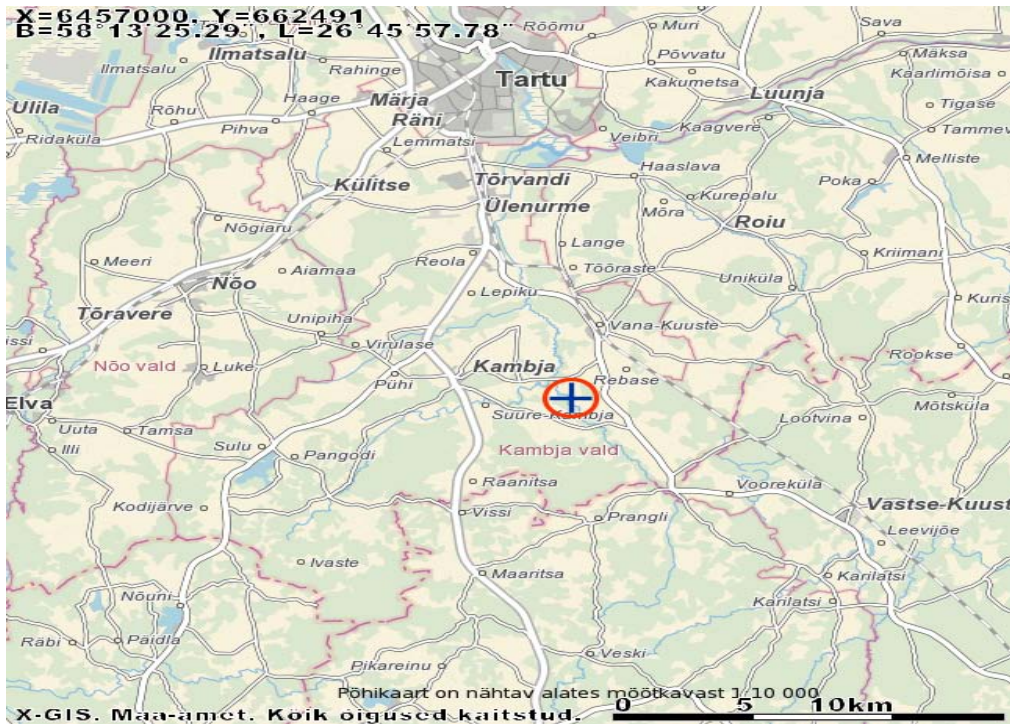 X=6457000, Y=662491
B=58°13'25.29", L=26°45'57.78"
Ilmatsalu
Ilmatsalu
Rahinge
Rõõmu
Muri
Sava
Põvvatu
Mäksa
Kakumetsa
Kaarlimõisa
Tartu
Ulila
Rõhu
Haage
Märja
Luunja
Tigase
Räni
Kaagvere
Ridaküla
Pihva
Veibri
Tammev
Lemmatsi
Melliste
Haaslava
Külitse
Tõrvandi
Poka
Kurepalu
Ülenurme
Mõra
Roiu
Nõgiaru
Lange
Kriimani
Meeri
Aiamaa
Reola
Tõõraste
Uniküla
Nõo
Lepiku
Kuris
Tõravere
Unipiha
Vana-Kuuste
issi
Virulase
Rookse
Nõo vald
Luke
Kambja
Pühi
Rebase
Mõtsküla
Elva
Suure-Kambja
Lootvina
Uuta
Tamsa
Illi
Sulu
Pangodi
Kambja vald
Raanitsa
Vooreküla
Kodijärve
Vissi
Prangli
Vastse-Kuust
Leevijõe
Ivaste
Maaritsa
Karilatsi
Nõuni
Karilatsi
Räbi
Paidla
Veski
Pikareinu
Põhikaart on nähtav alates mõõtkavast 1:10 000
0 5 10km
X-GIS. Maa-amet. Kõik õigused kaitstud.